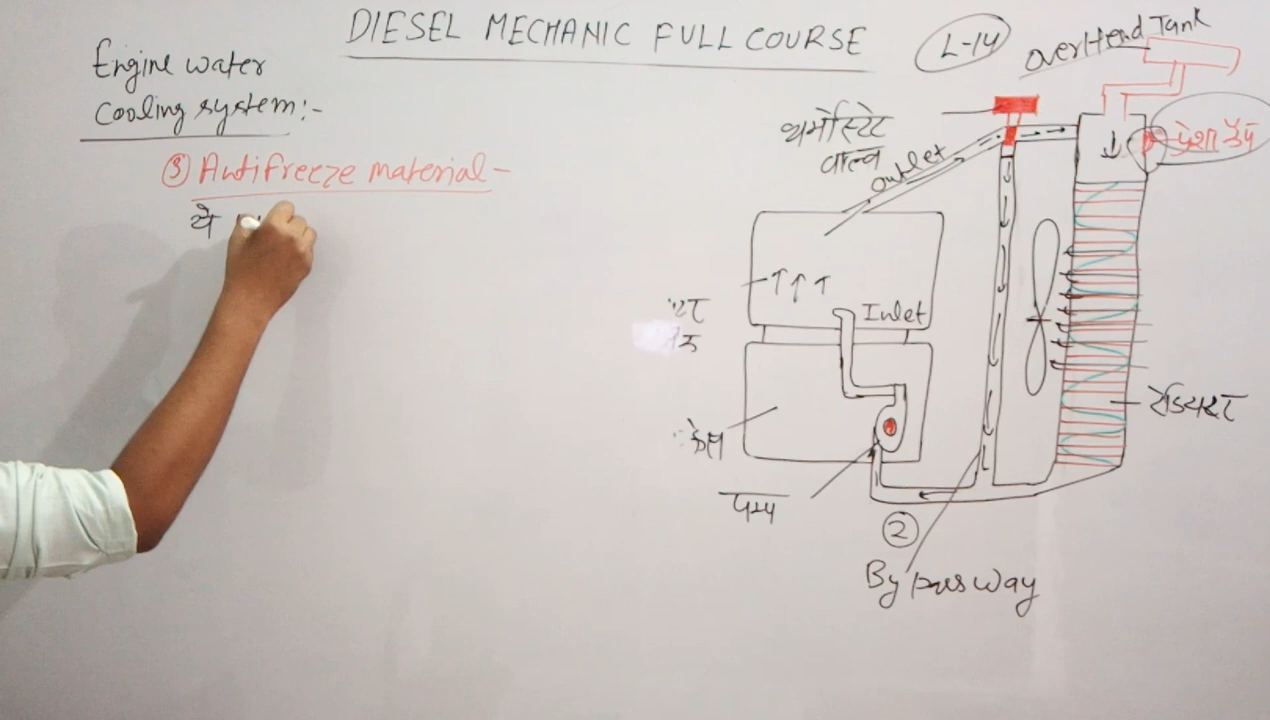 DIESEL MECHANIC FULL COURSE
L-14
OverHead Tank
Engine water
Cooling system:-
③ Antifreeze material-
ये
थर्मोस्टेट
वाल्व
outlet
Inlet
रेडियटर
पम्प
②
By pass way